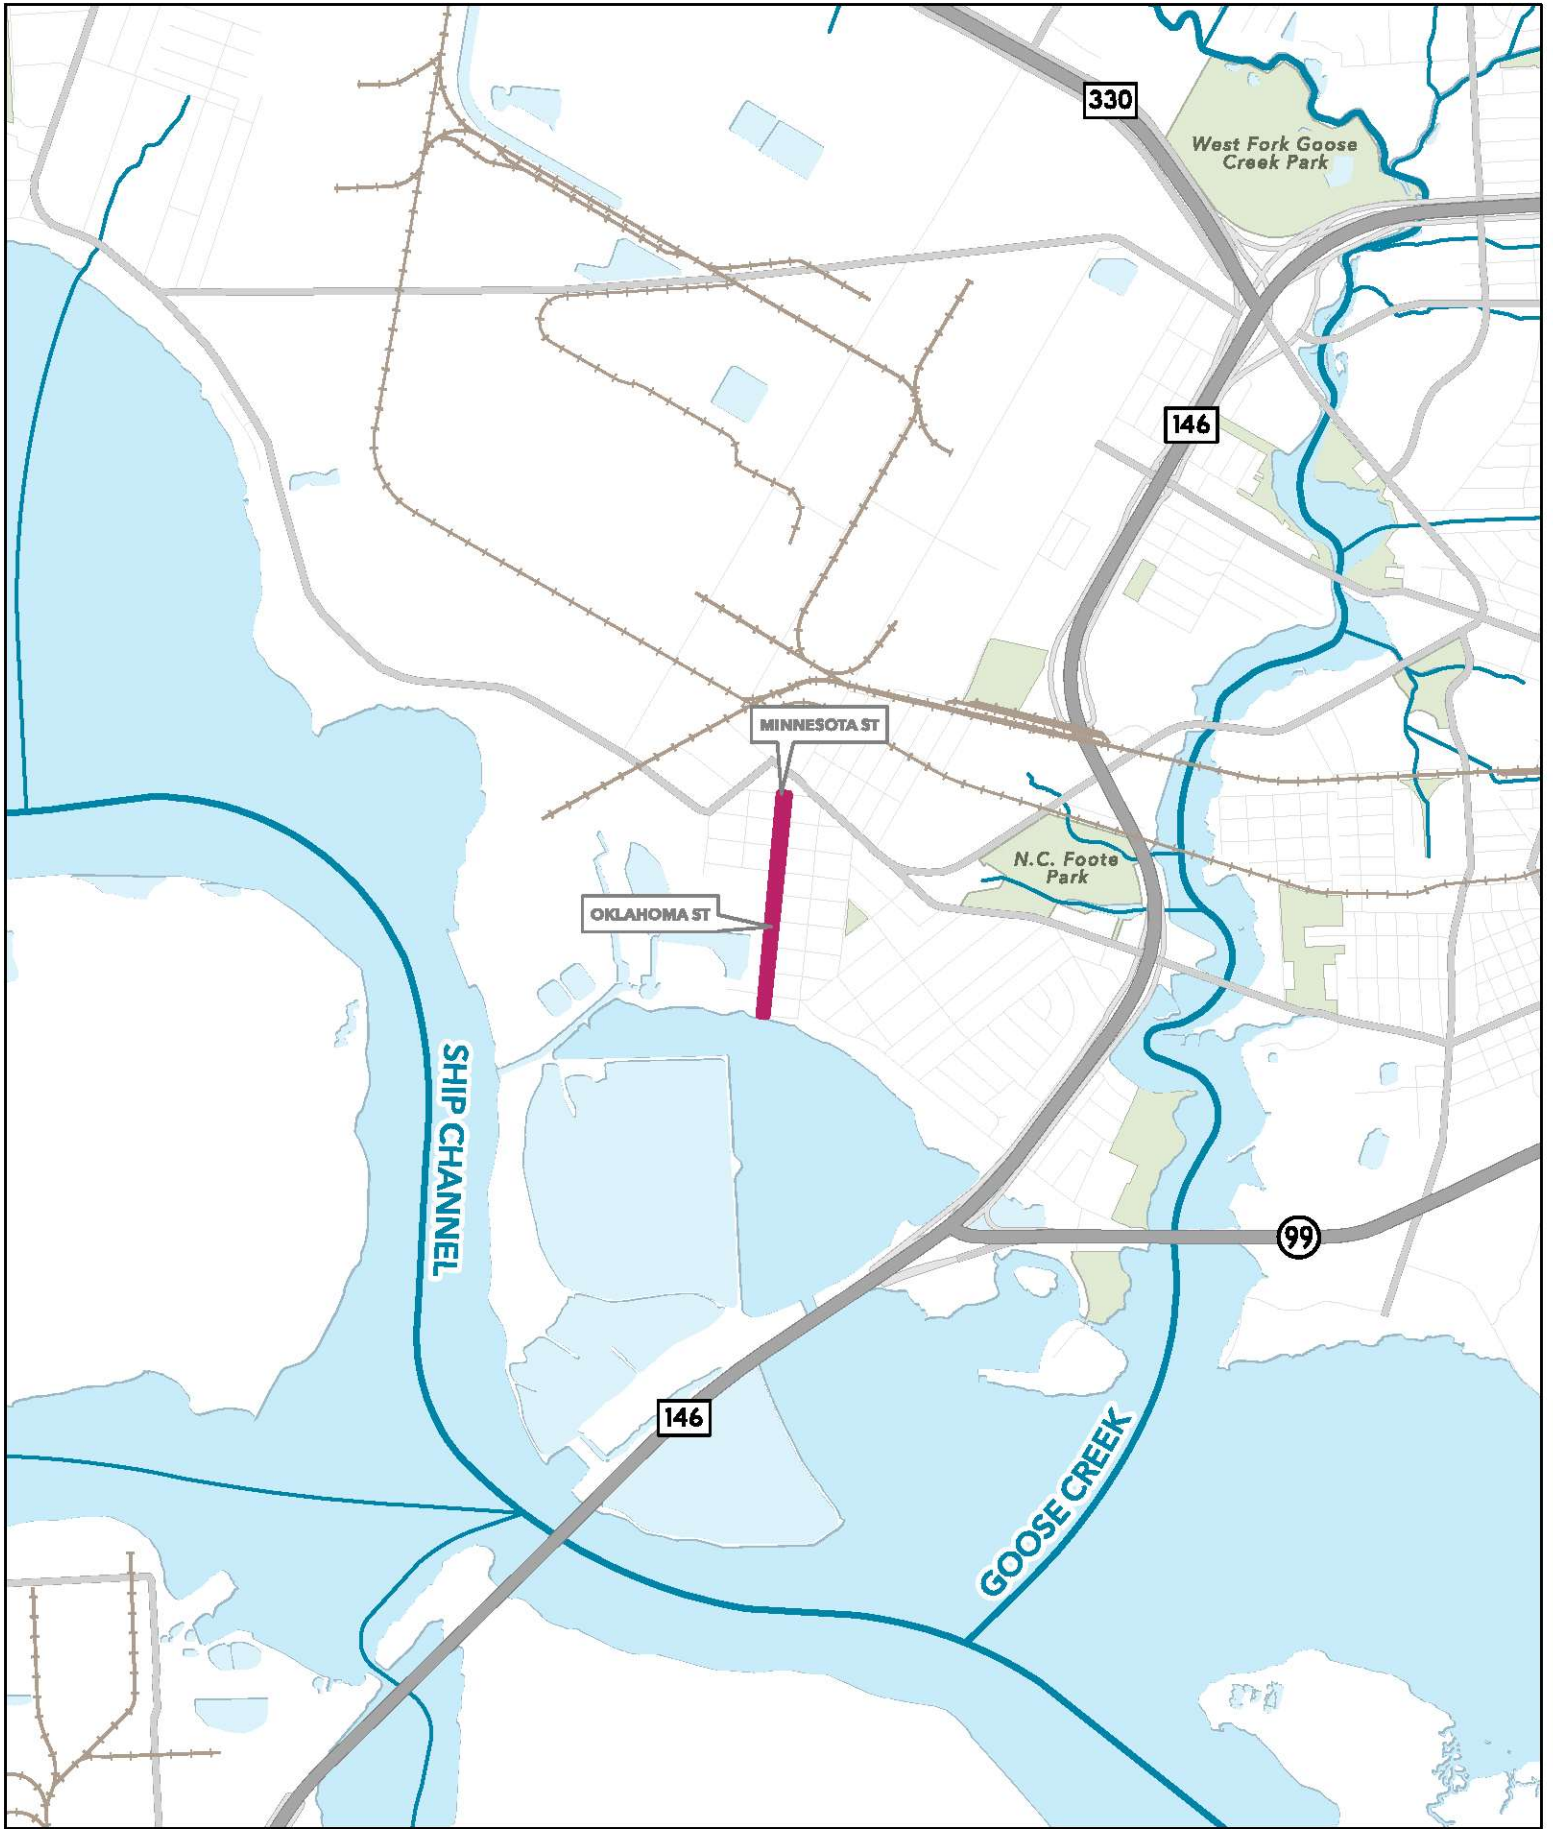 330
West Fork Goose
Creek Park
146
MINNESOTA ST
N.C. Foote
Park
OKLAHOMA ST
SHIP CHANNEL
99
146
GOOSE CREEK